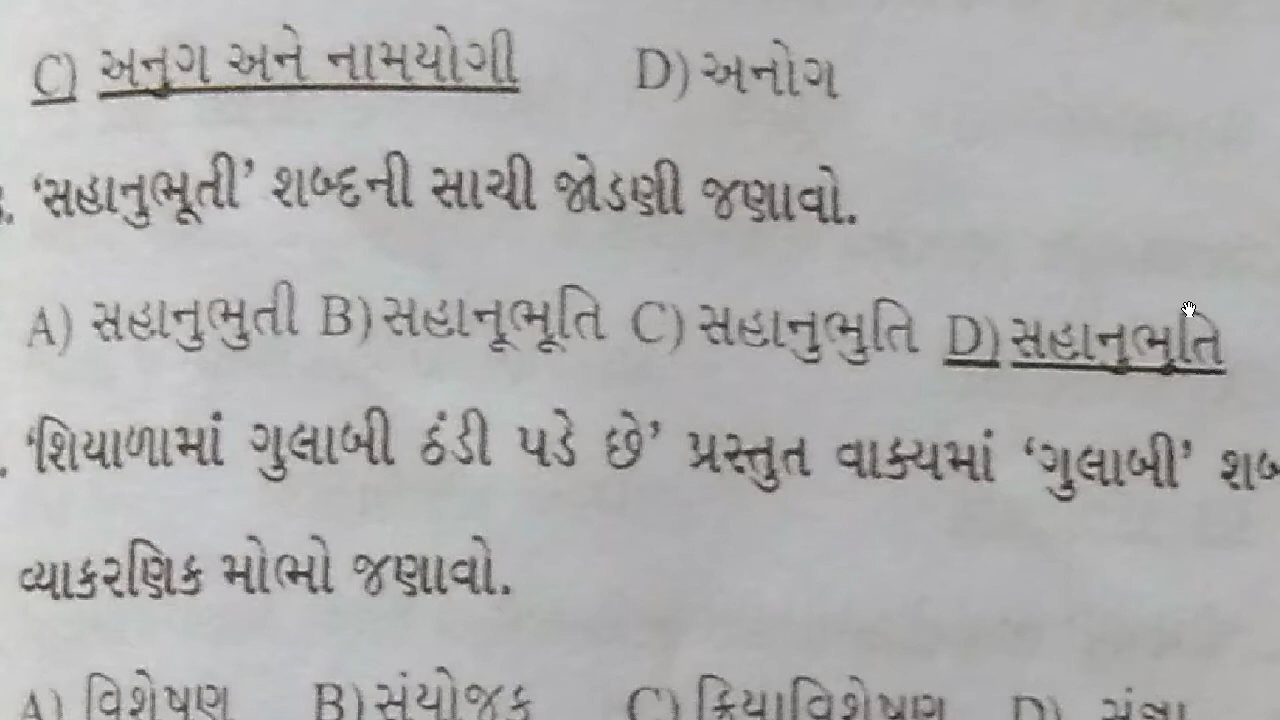 C) અનુગ અને નામયોગી D) અનોગ
'સહાનુભૂતી' શબ્દની સાચી જોડણી જણાવો.
A) સહાનુભુતી B) સહાનૂભૂતિ C) સહાનુભુતિ D) સહાનુભૂતિ
'શિયાળામાં ગુલાબી ઠંડી પડે છે' પ્રસ્તુત વાક્યમાં 'ગુલાબી'
વ્યાકરણિક મોભો જણાવો.
A) વિશેષણ B) સંયોજક C) ક્રિયાવિશેષણ D) સંજ્ઞા